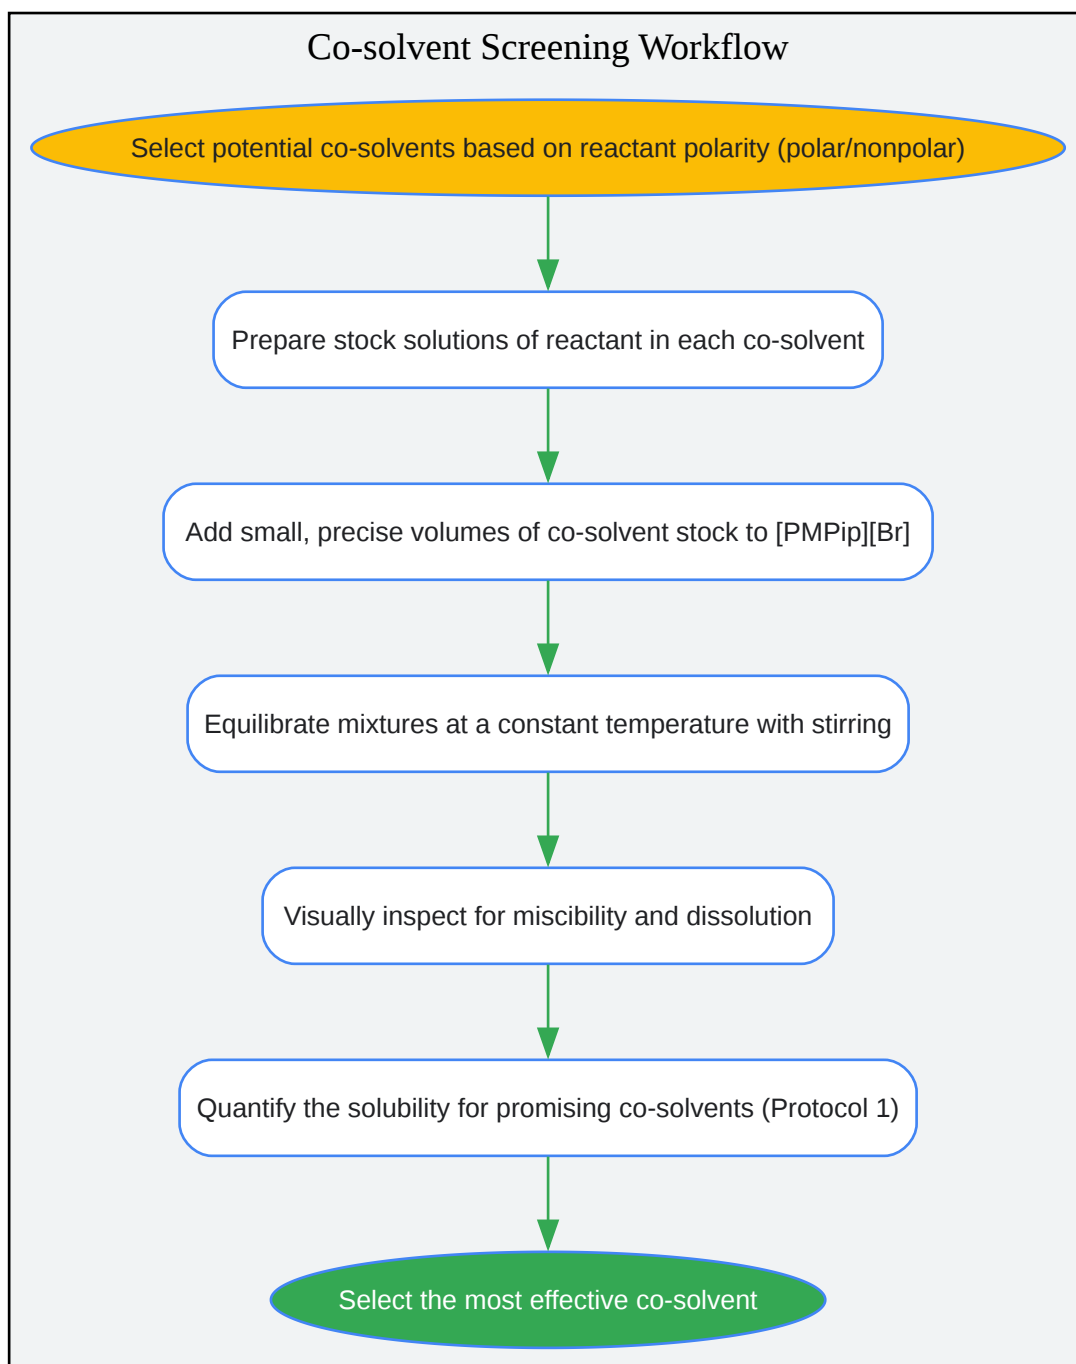 Co-solvent Screening Workflow
Select potential co-solvents based on reactant polarity (polar/nonpolar)
Prepare stock solutions of reactant in each co-solvent
Add small, precise volumes of co-solvent stock to [PMPip][Br]
Equilibrate mixtures at a constant temperature with stirring
Visually inspect for miscibility and dissolution
Quantify the solubility for promising co-solvents (Protocol 1)
Select the most effective co-solvent